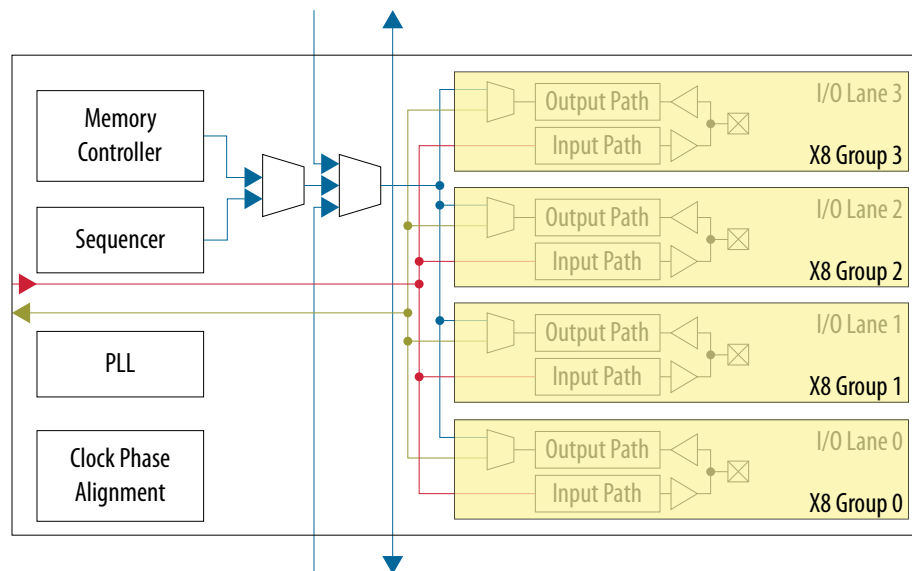 Memory
Controller
Sequencer
PLL
Clock Phase
Alignment
Output Path
I/O Lane 3
Input Path
X8 Group 3
Output Path
I/O Lane 2
Input Path
X8 Group 2
Output Path
I/O Lane 1
Input Path
X8 Group 1
Output Path
I/O Lane 0
Input Path
X8 Group 0